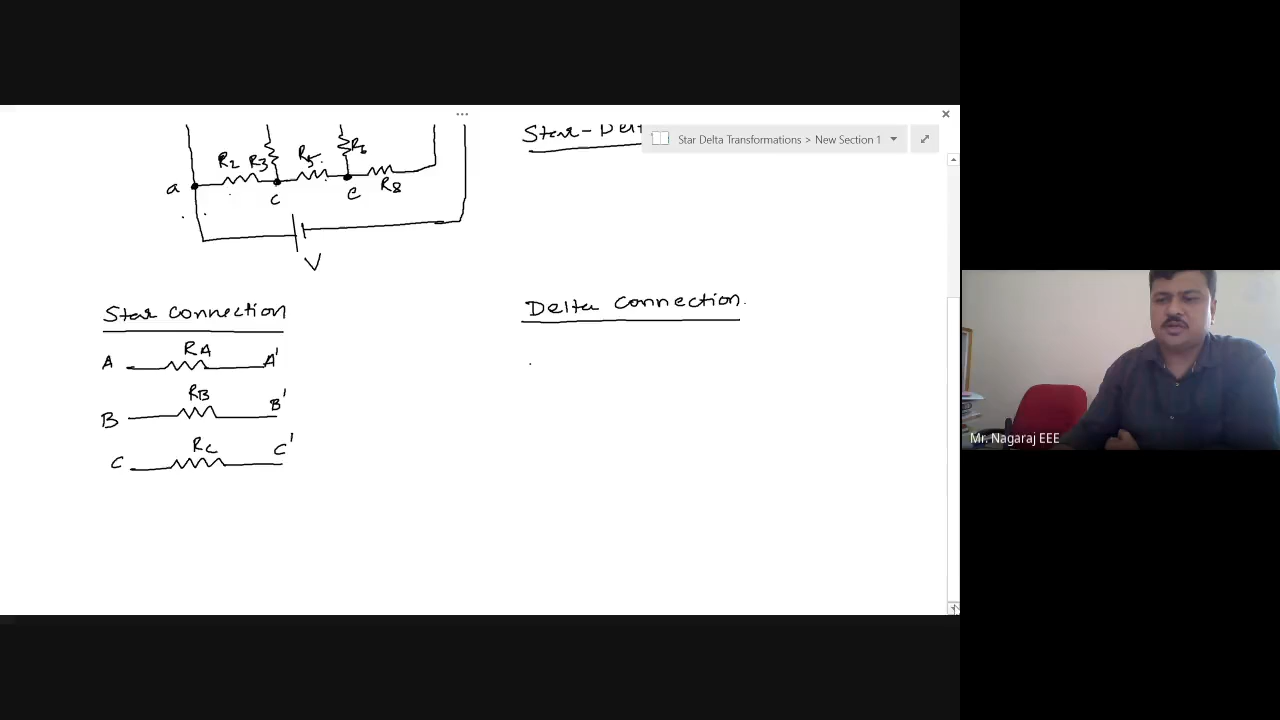 Star-Delt
Star Delta Transformations > New Section 1
R2 R3 R5 R6
a
c e R8
V
Star Connection
Delta Connection.
A RA A'
B RB B'
C RC C'
Mr. Nagaraj EEE